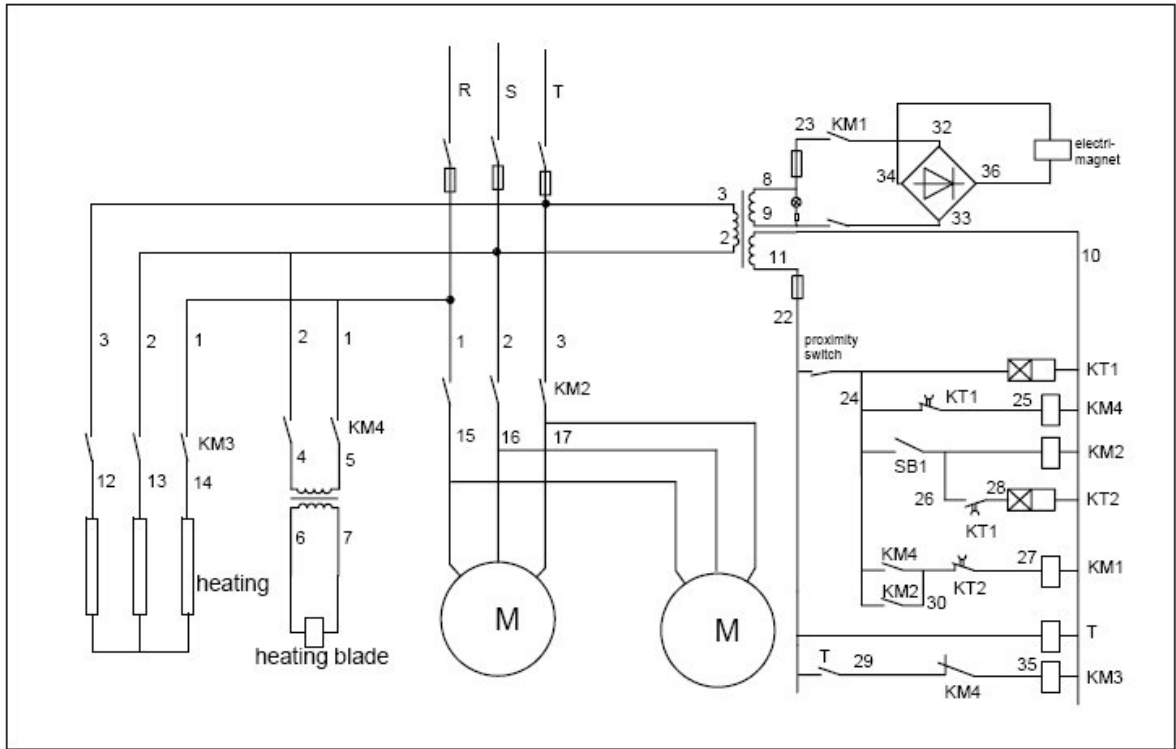 R S T
23 KM1 32
electri-
magnet
34 36
3 8
9 33
2
11 10
22
3 2 1 2 1 1 2 3
proximity
switch
KT1
KM2
24 KT1 25 KM4
KM3 KM4 15 16 17
4 5
SB1 KM2
12 13 14
26 28 KT2
KT1
6 7
KM4 27 KM1
heating
KM2 30 KT2
M M
T
heating blade
T 29 35 KM3
KM4